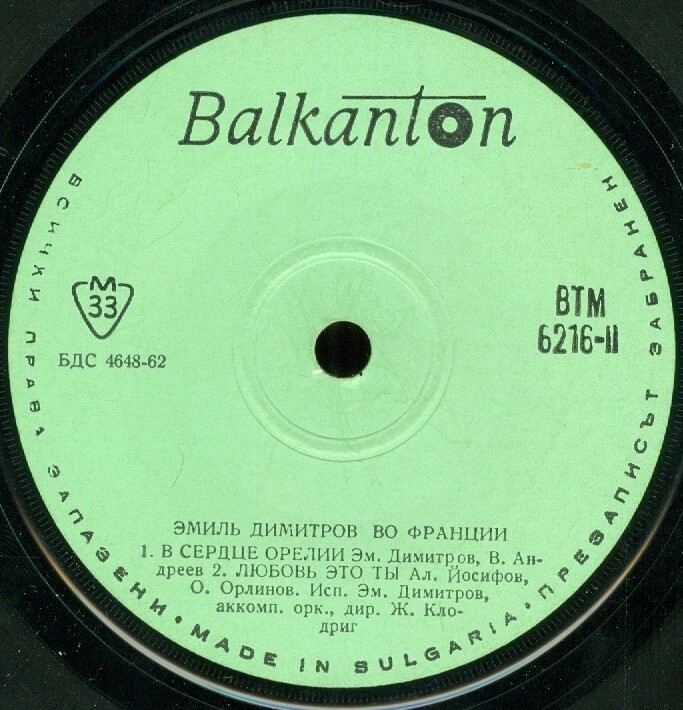 Balkanton
М
33
БДС 4648-62
ВТМ
6216-II
ЭМИЛЬ ДИМИТРОВ ВО ФРАНЦИИ
1. В СЕРДЦЕ ОРЕЛИИ Эм. Димитров, В. Ан-
дреев 2. ЛЮБОВЬ ЭТО ТЫ Ал. Йосифов,
О. Орлинов. Исп. Эм. Димитров,
аккомп. орк., дир. Ж. Кло-
дриг
ВСИЧКИ ПРАВА ЗАПАЗЕНИ • MADE IN BULGARIA • ПРЕЗАПИСЪТ ЗАБРАНЕН